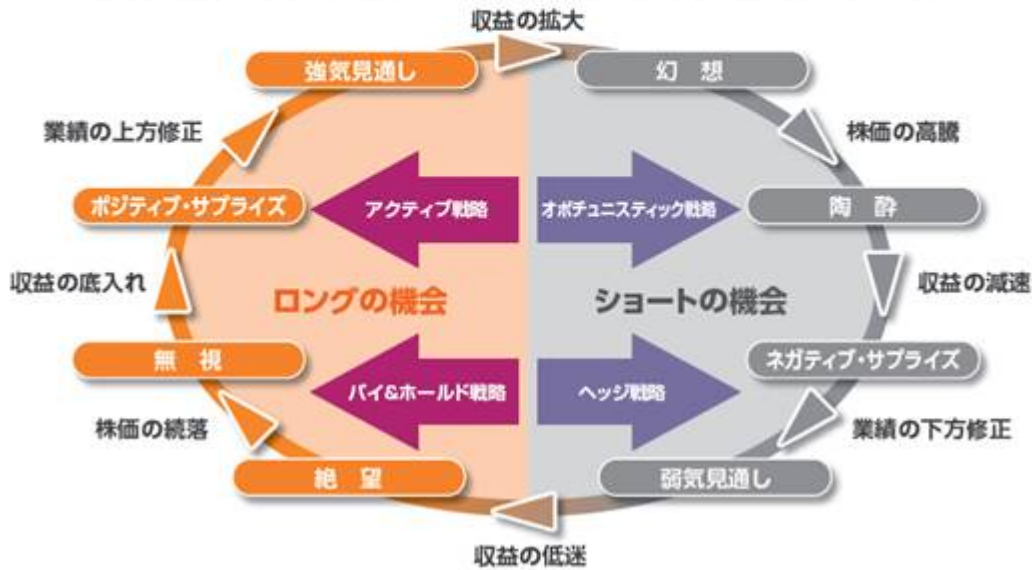 収益の拡大
強気見通し
幻 想
業績の上方修正
株価の高騰
ポジティブ・サプライズ
アクティブ戦略
オポチュニスティック戦略
陶 酔
収益の底入れ
ロングの機会
ショートの機会
収益の減速
無 視
バイ&ホールド戦略
ヘッジ戦略
ネガティブ・サプライズ
株価の続落
業績の下方修正
絶 望
弱気見通し
収益の低迷